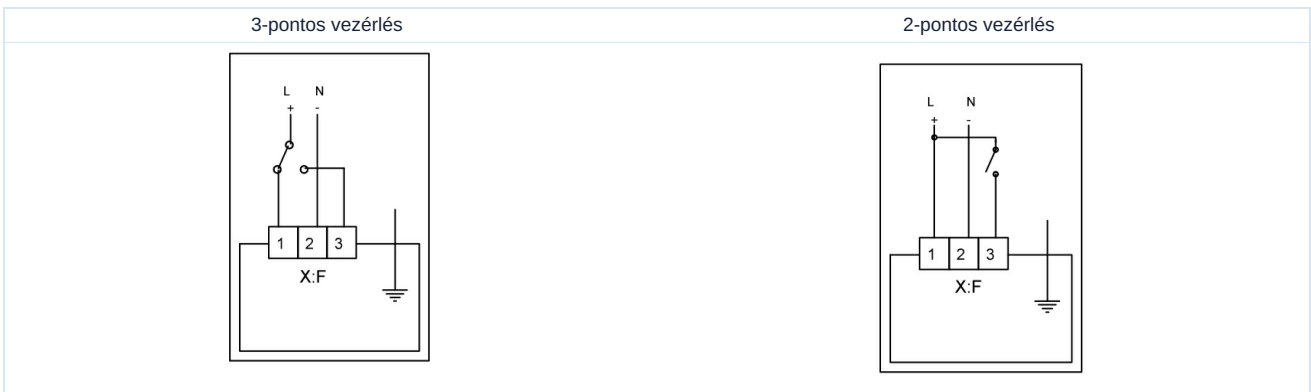 3-pontos vezérlés
2-pontos vezérlés
L N
+ -
1 2 3
X:F
L N
+ -
1 2 3
X:F